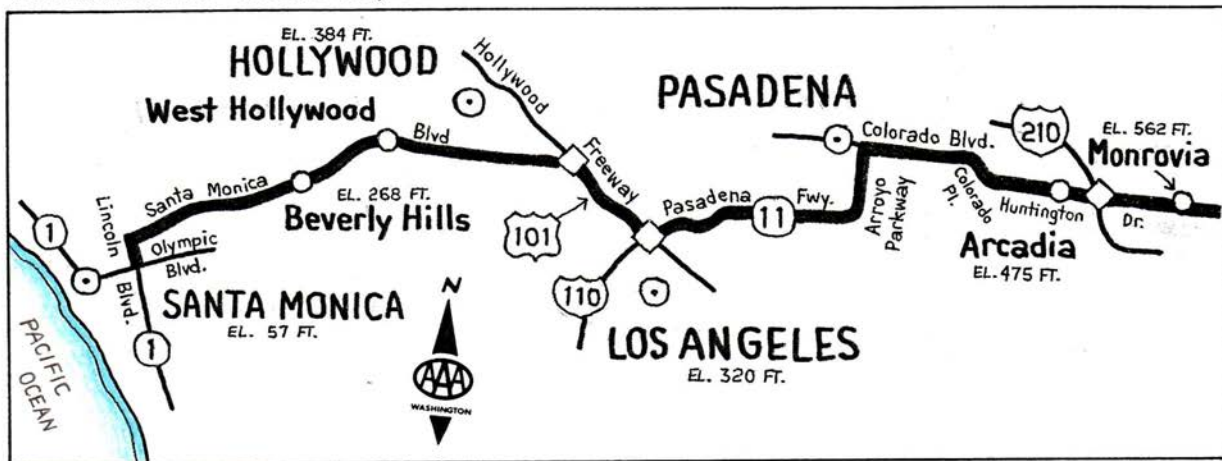 EL. 384 FT.
HOLLYWOOD
West Hollywood
Hollywood
Freeway
Blvd
Santa Monica
EL. 268 FT.
Beverly Hills
Lincoln
Blvd.
Olympic
Blvd.
1
1
SANTA MONICA
EL. 57 FT.
PACIFIC
OCEAN
N
AAA
WASHINGTON
101
110
LOS ANGELES
EL. 320 FT.
Pasadena
11
Fwy.
PASADENA
Arroyo
Parkway
Colorado Blvd.
Colorado
Pl.
Huntington
Dr.
210
EL. 562 FT.
Monrovia
Arcadia
EL. 475 FT.